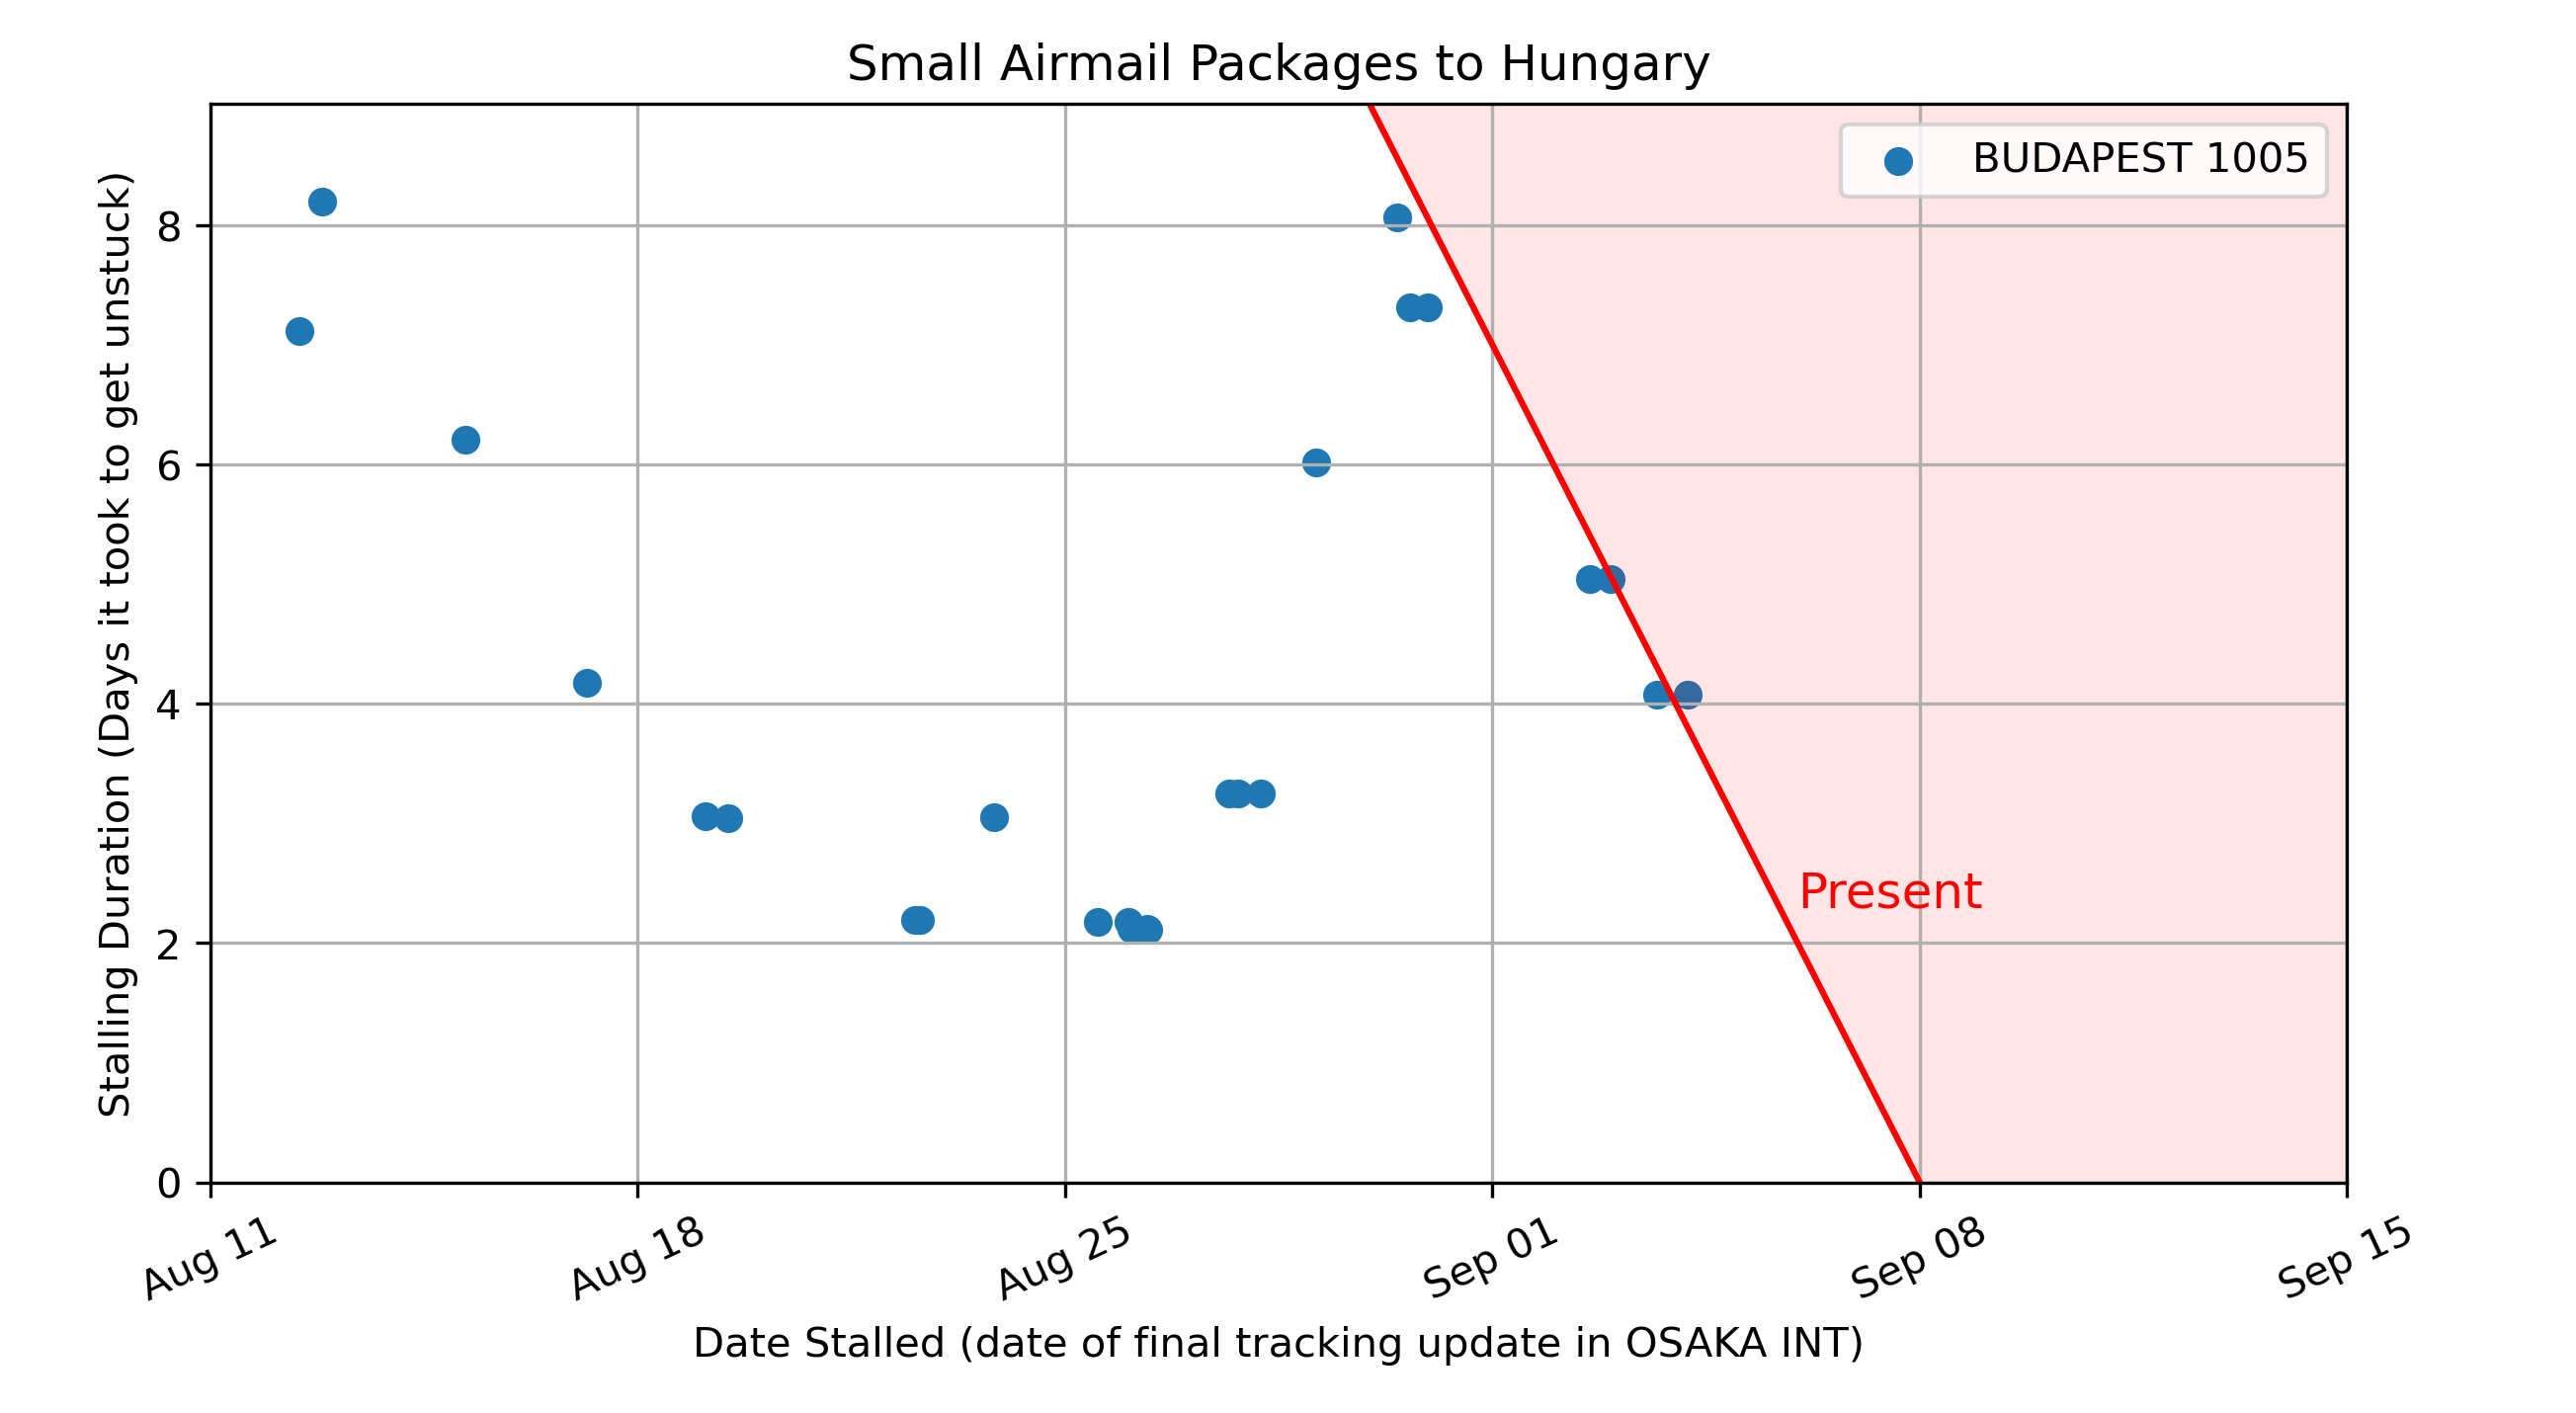 Small Airmail Packages to Hungary
BUDAPEST 1005
Stalling Duration (Days it took to get unstuck)
8
6
4
2
0
Present
Aug 11
Aug 18
Aug 25
Sep 01
Sep 08
Sep 15
Date Stalled (date of final tracking update in OSAKA INT)